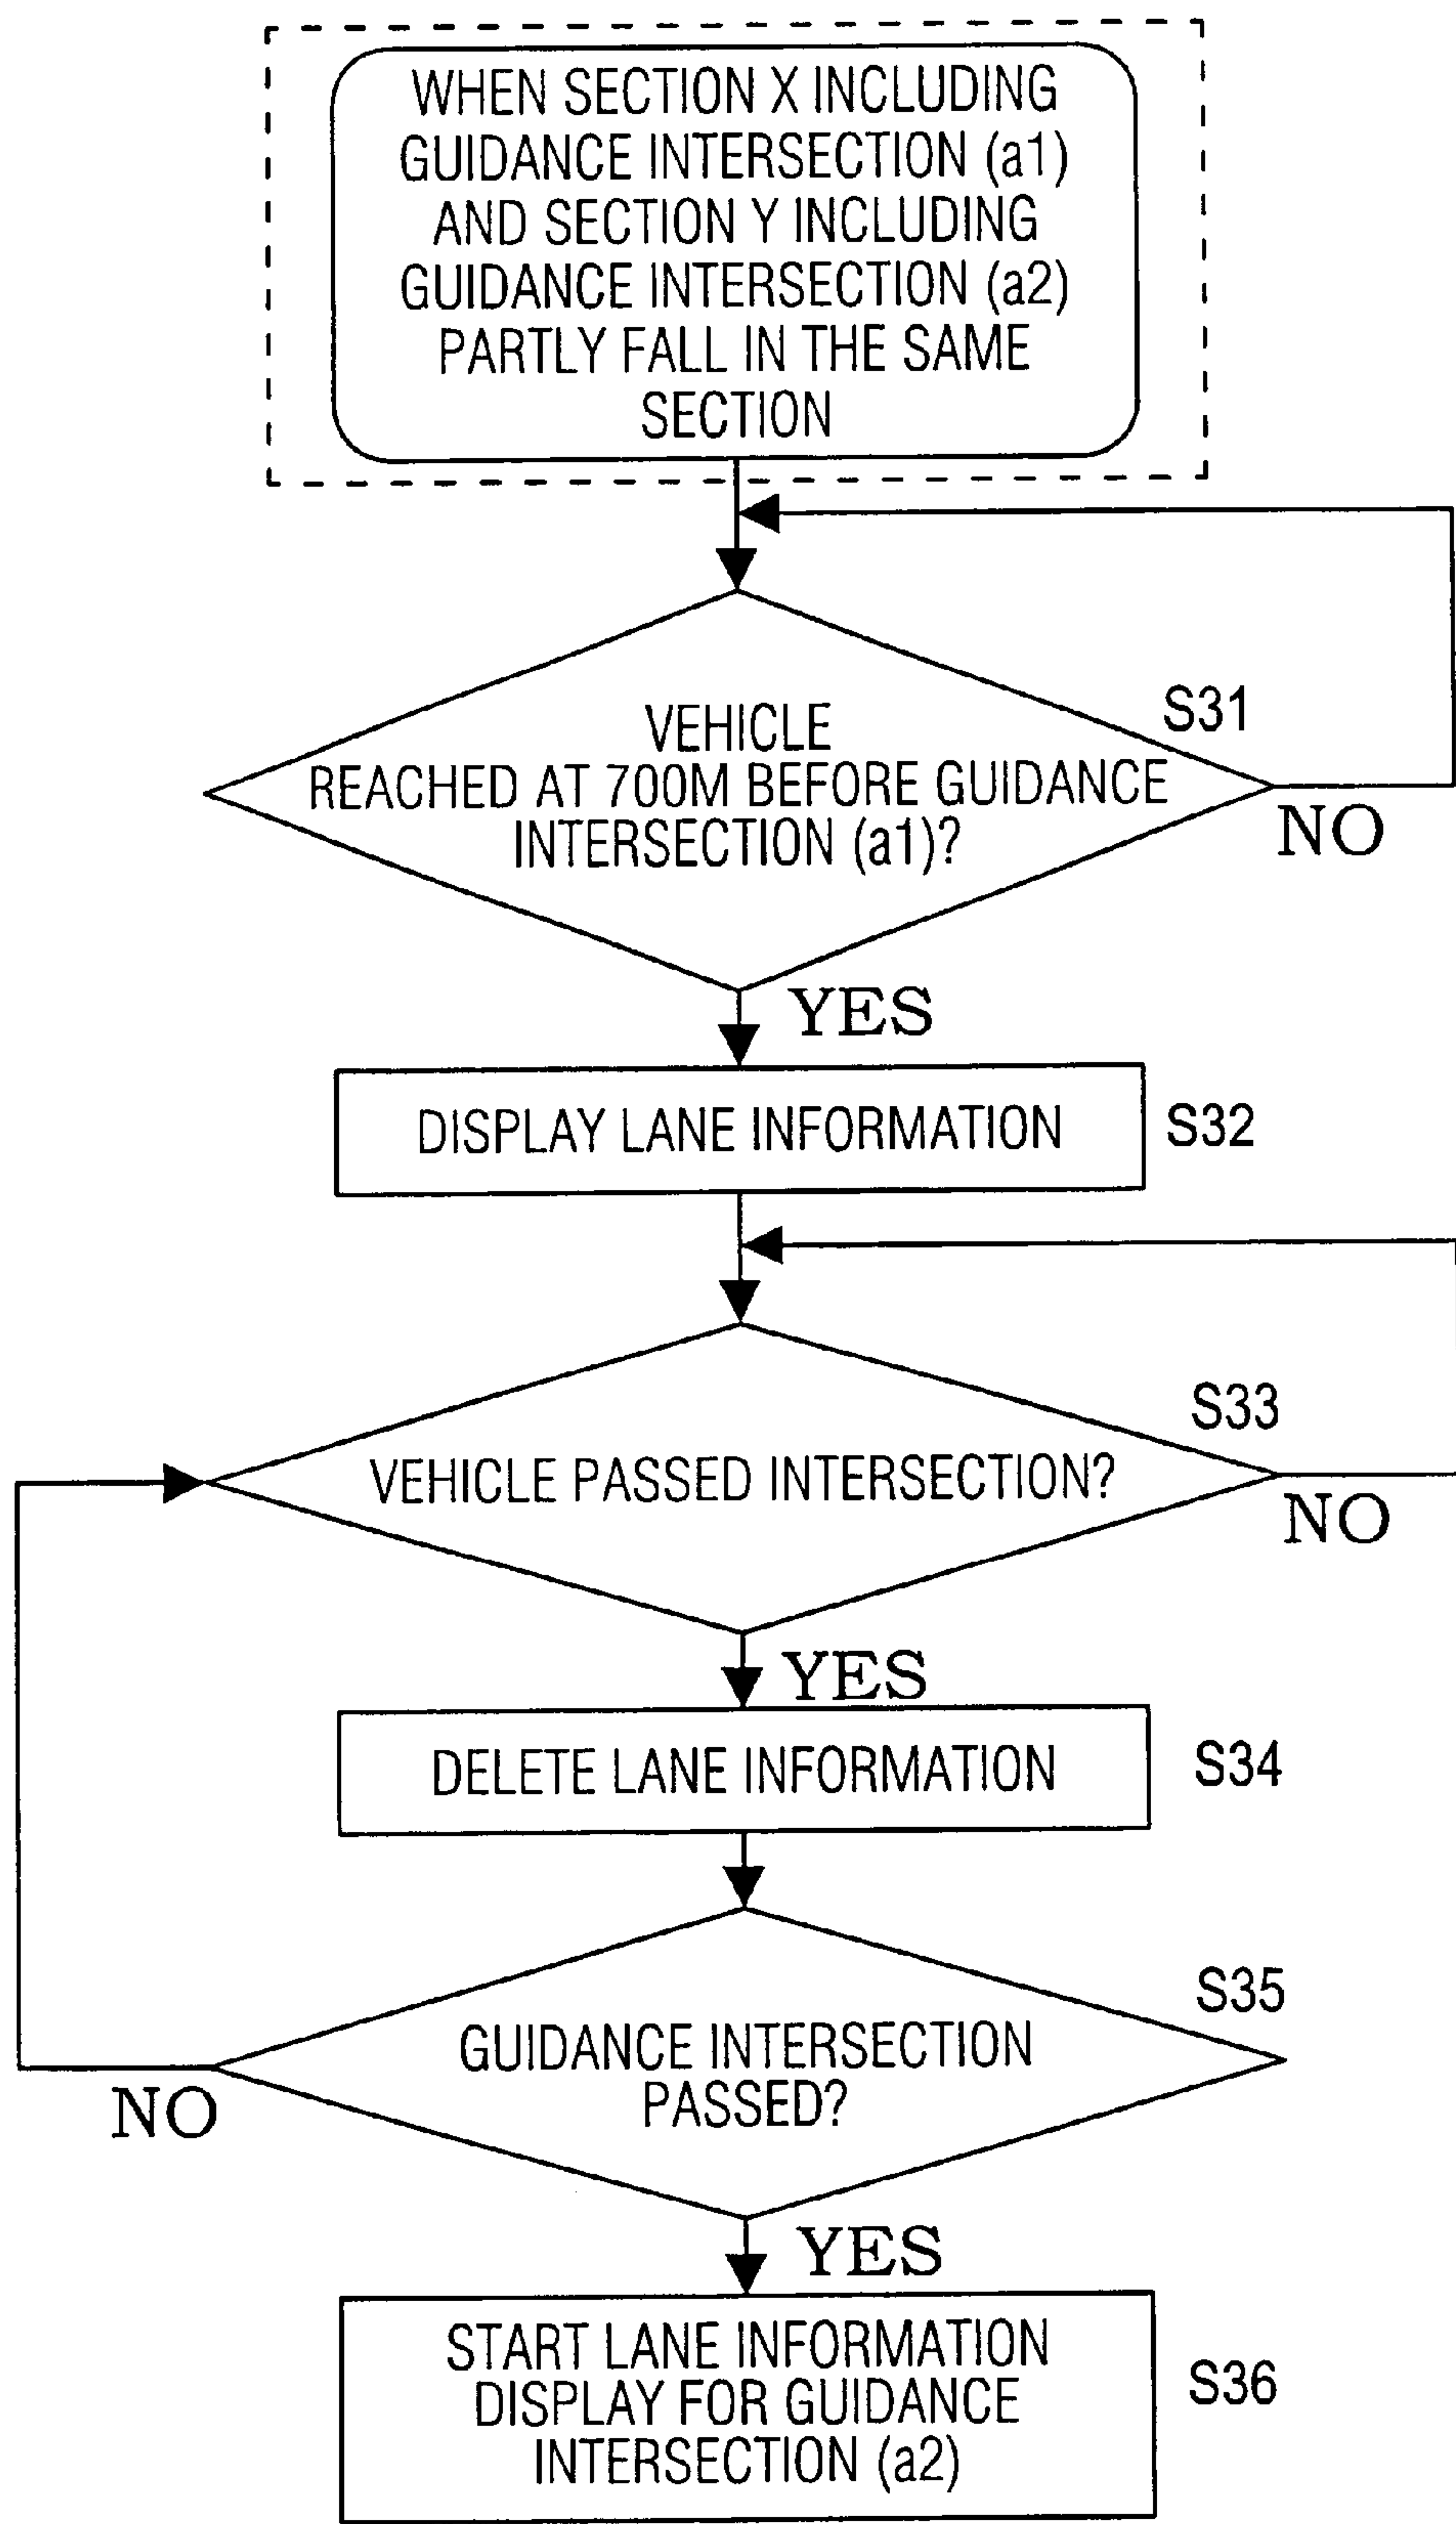 WHEN SECTION X INCLUDING
GUIDANCE INTERSECTION (a1)
AND SECTION Y INCLUDING
GUIDANCE INTERSECTION (a2)
PARTLY FALL IN THE SAME
SECTION
S31
VEHICLE
REACHED AT 700M BEFORE GUIDANCE
INTERSECTION (a1)?
NO
YES
DISPLAY LANE INFORMATION
S32
S33
VEHICLE PASSED INTERSECTION?
NO
YES
DELETE LANE INFORMATION
S34
S35
GUIDANCE INTERSECTION
PASSED?
NO
YES
START LANE INFORMATION
DISPLAY FOR GUIDANCE
INTERSECTION (a2)
S36